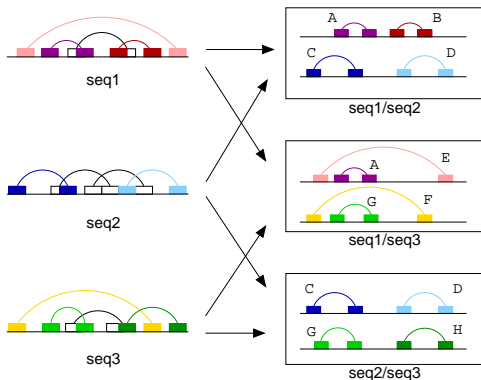 A B
C D
seq1
seq1/seq2
E
A
F
G
seq2
seq1/seq3
C D
G H
seq3
seq2/seq3